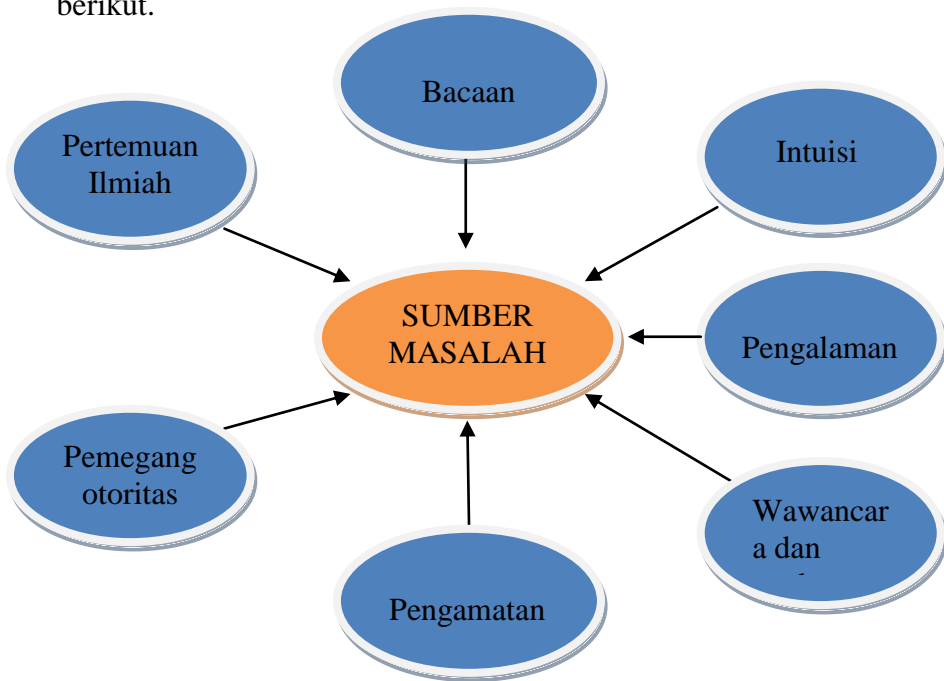 berikut.
Bacaan
Pertemuan
Ilmiah
Intuisi
SUMBER
MASALAH
Pengalaman
Pemegang
otoritas
Wawancar
a dan
Pengamatan